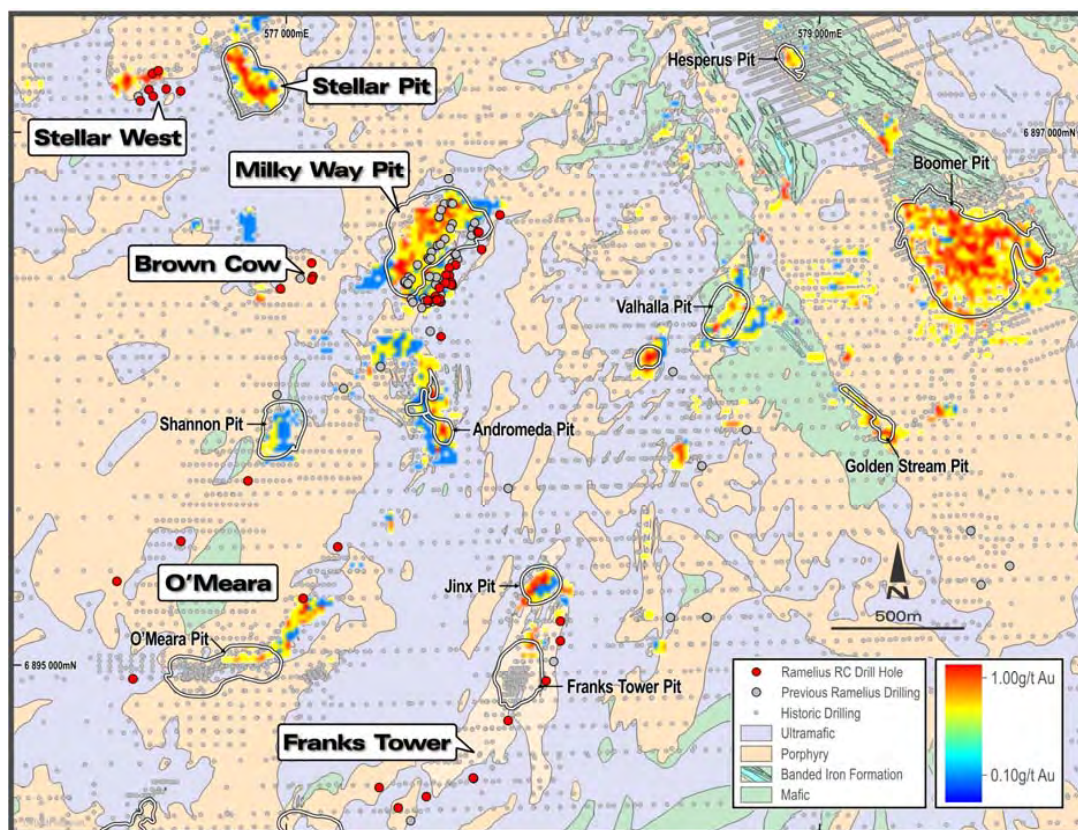 577 000mE
579 000mE
Hesperus Pit
Stellar Pit
Stellar West
6 897 000mN
Milky Way Pit
Boomer Pit
Brown Cow
Valhalla Pit
Shannon Pit
Andromeda Pit
Golden Stream Pit
O'Meara
Jinx Pit
N
500m
O'Meara Pit
6 895 000mN
Franks Tower Pit
Franks Tower
Ramelius RC Drill Hole
Previous Ramelius Drilling
Historic Drilling
Ultramafic
Porphyry
Banded Iron Formation
Mafic
1.00g/t Au
0.10g/t Au